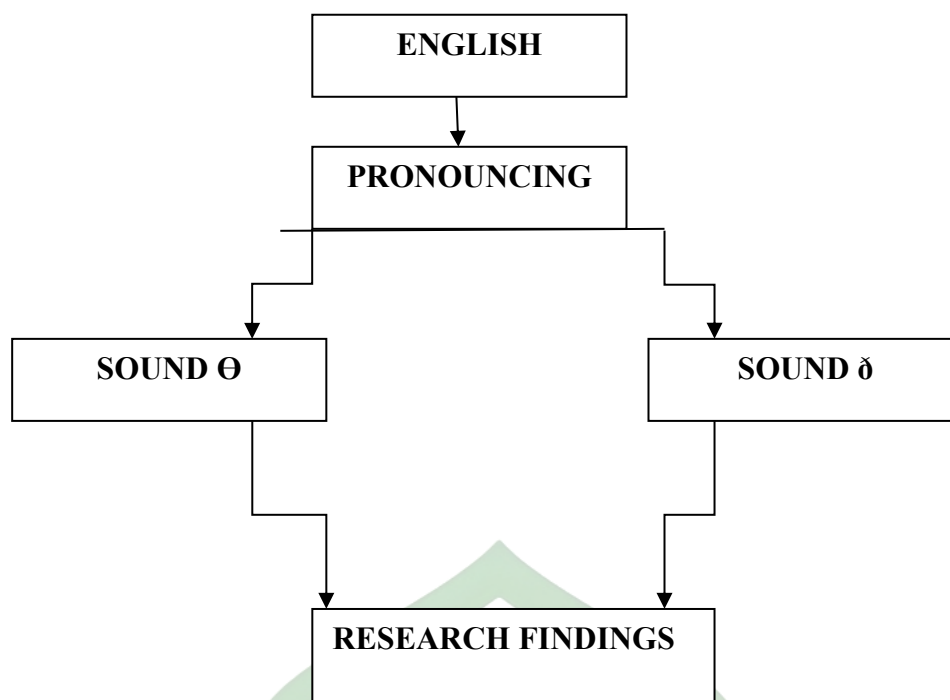 ENGLISH
PRONOUNCING
SOUND Ө
SOUND ð
RESEARCH FINDINGS